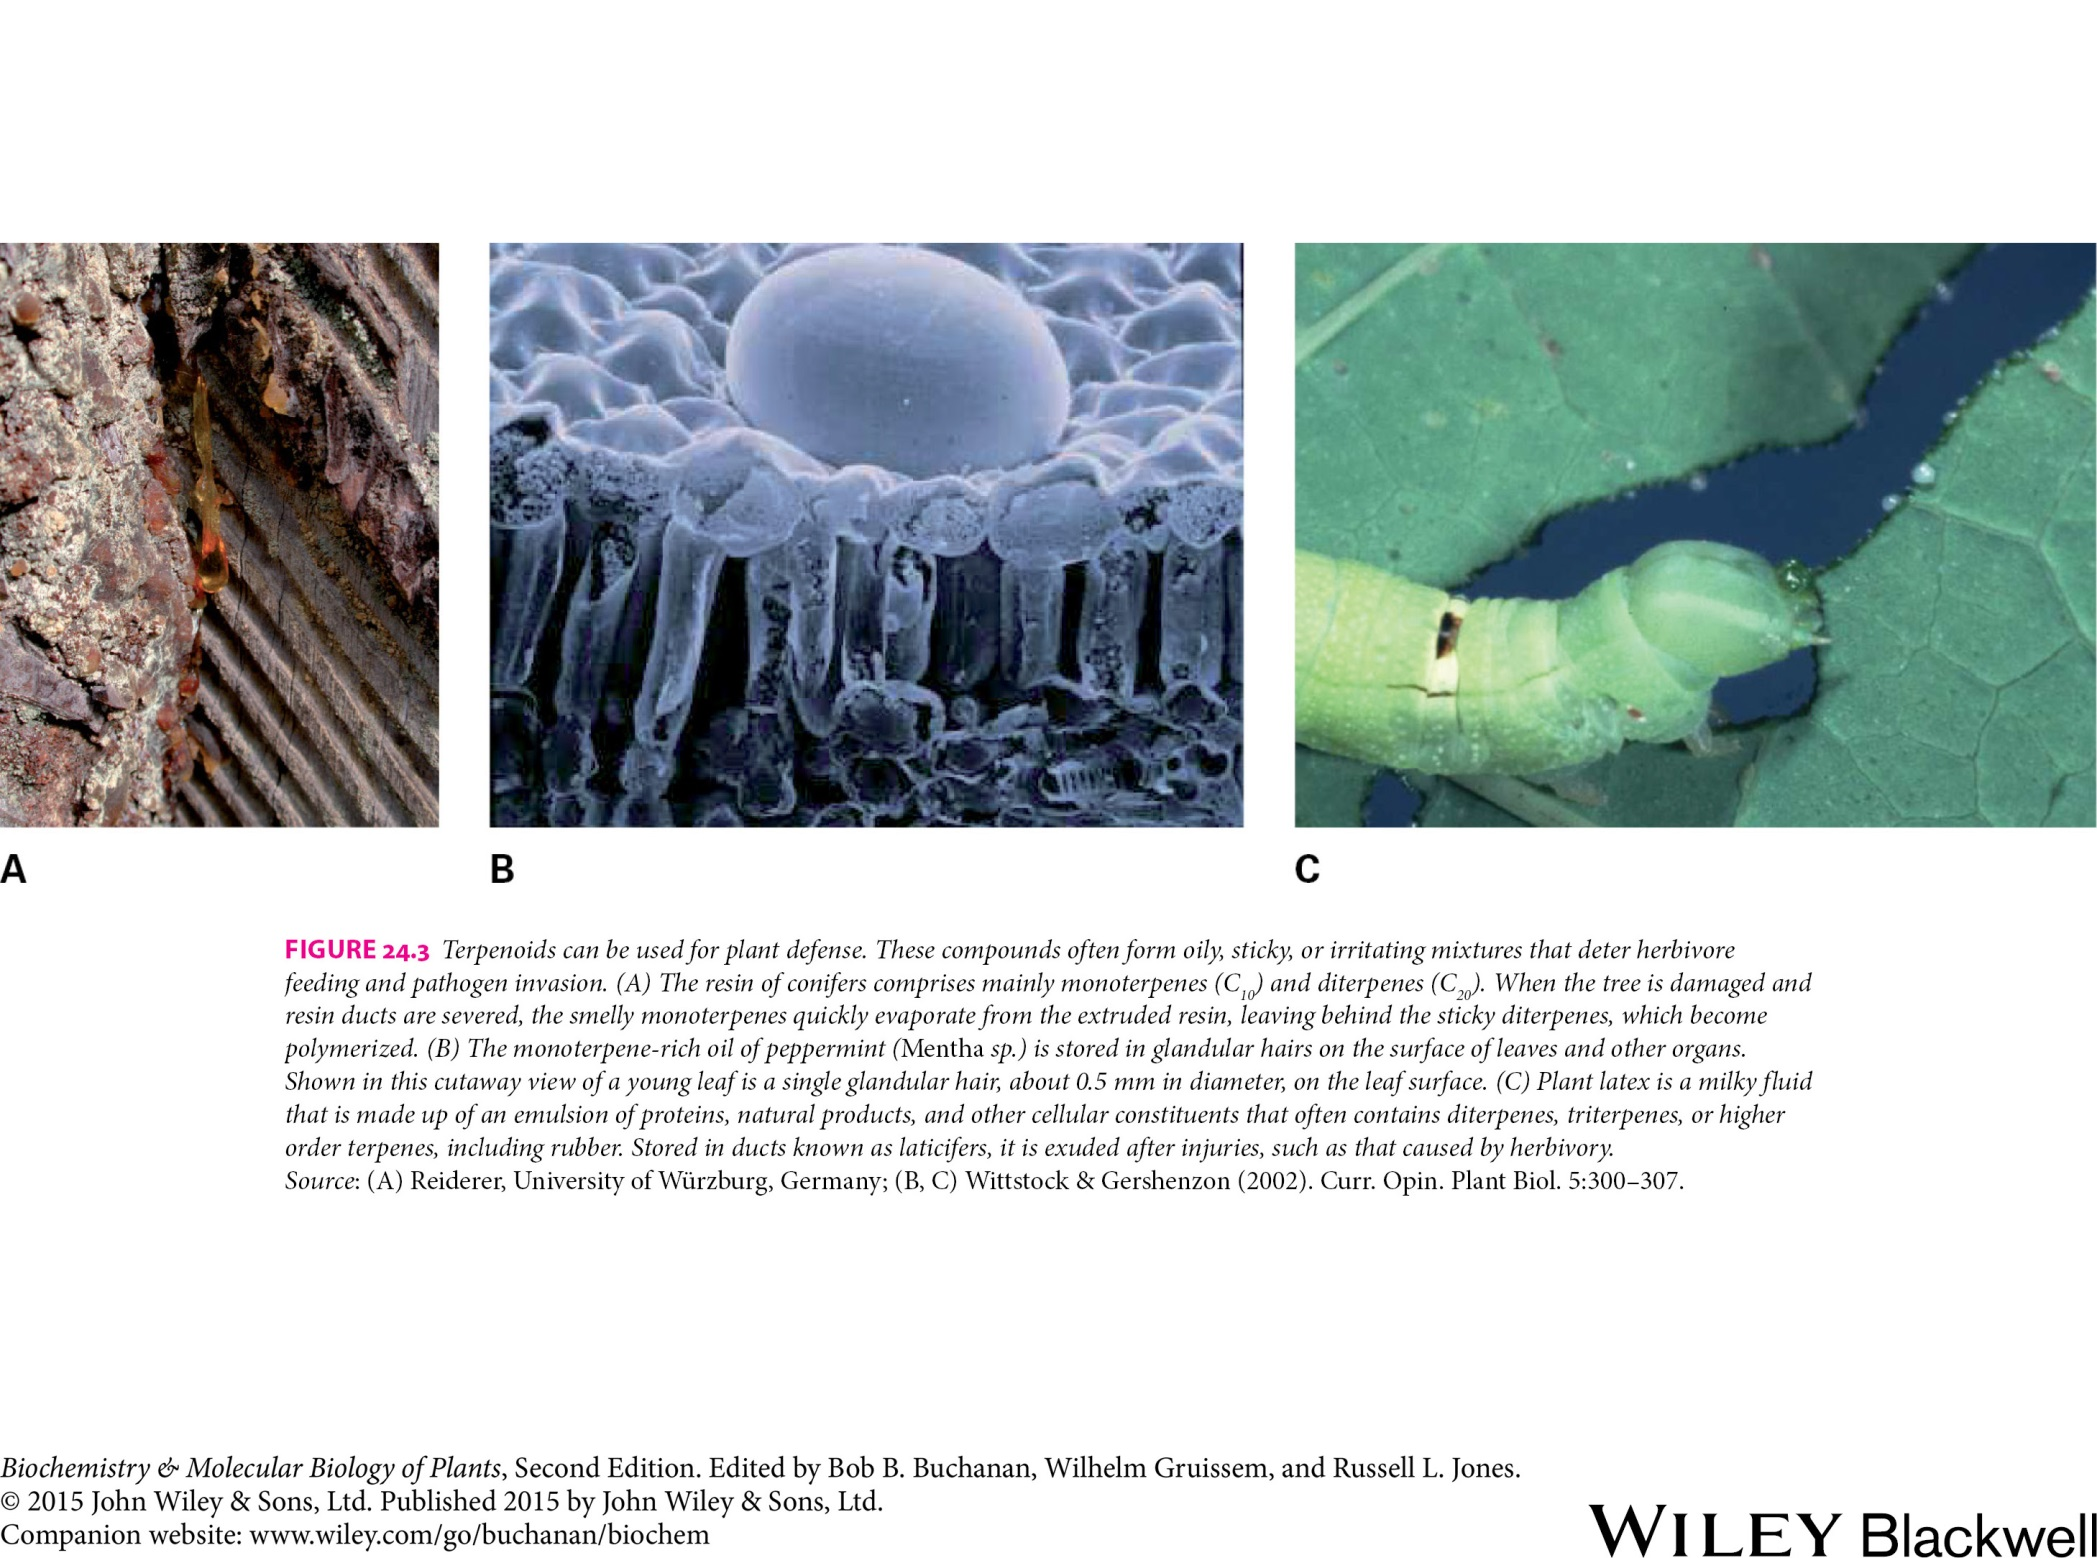 A
B
C
FIGURE 24.3 Terpenoids can be used for plant defense. These compounds often form oily, sticky, or irritating mixtures that deter herbivore
feeding and pathogen invasion. (A) The resin of conifers comprises mainly monoterpenes (C10) and diterpenes (C20). When the tree is damaged and
resin ducts are severed, the smelly monoterpenes quickly evaporate from the extruded resin, leaving behind the sticky diterpenes, which become
polymerized. (B) The monoterpene-rich oil of peppermint (Mentha sp.) is stored in glandular hairs on the surface of leaves and other organs.
Shown in this cutaway view of a young leaf is a single glandular hair, about 0.5 mm in diameter, on the leaf surface. (C) Plant latex is a milky fluid
that is made up of an emulsion of proteins, natural products, and other cellular constituents that often contains diterpenes, triterpenes, or higher
order terpenes, including rubber. Stored in ducts known as laticifers, it is exuded after injuries, such as that caused by herbivory.
Source: (A) Reiderer, University of Würzburg, Germany; (B, C) Wittstock & Gershenzon (2002). Curr. Opin. Plant Biol. 5:300–307.
Biochemistry & Molecular Biology of Plants, Second Edition. Edited by Bob B. Buchanan, Wilhelm Gruissem, and Russell L. Jones.
© 2015 John Wiley & Sons, Ltd. Published 2015 by John Wiley & Sons, Ltd.
Companion website: www.wiley.com/go/buchanan/biochem
WILEY Blackwell